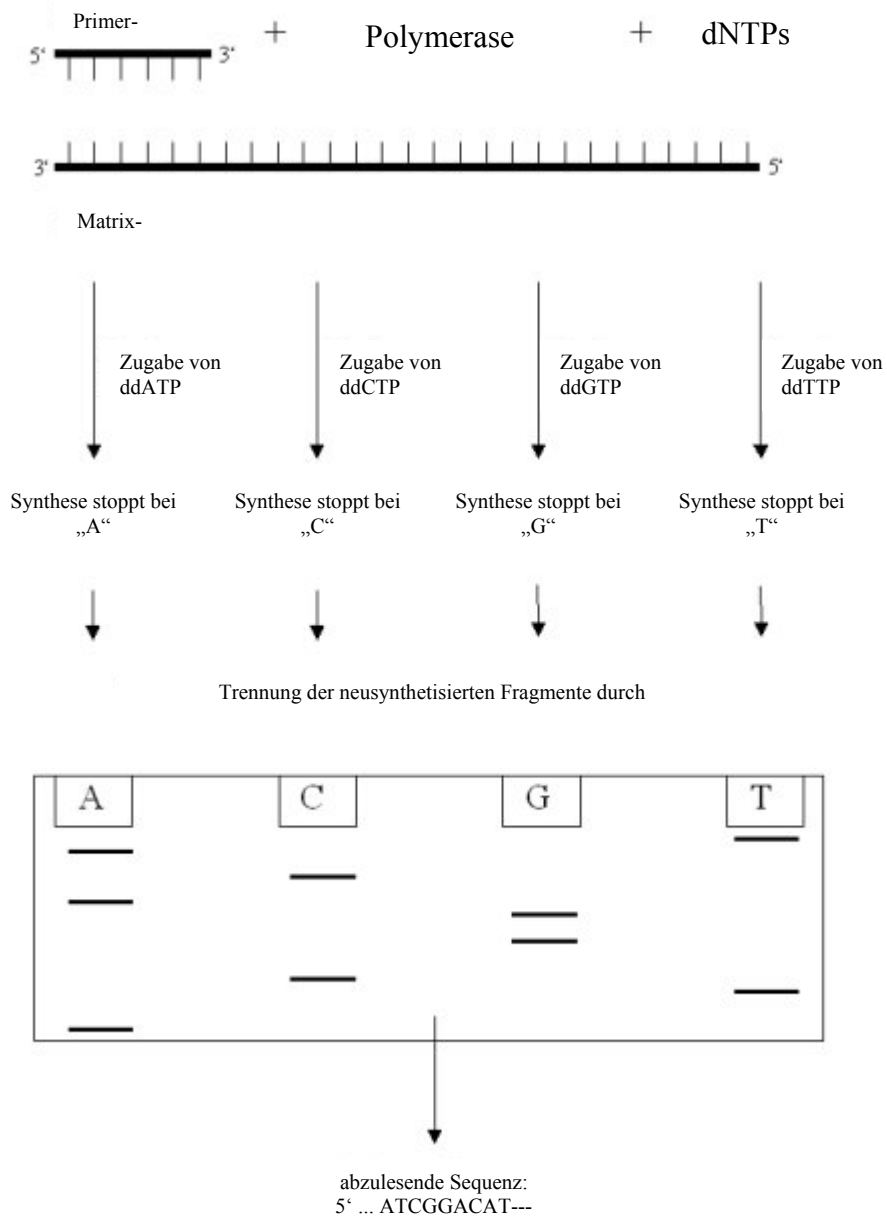 Primer-
+ Polymerase + dNTPs
5‘ 3‘
3‘ 5‘
Matrix-
Zugabe von
ddATP
Zugabe von
ddCTP
Zugabe von
ddGTP
Zugabe von
ddTTP
Synthese stoppt bei
„A“
Synthese stoppt bei
„C“
Synthese stoppt bei
„G“
Synthese stoppt bei
„T“
Trennung der neusynthetisierten Fragmente durch
A C G T
abzulesende Sequenz:
5‘ ... ATCGGACAT---